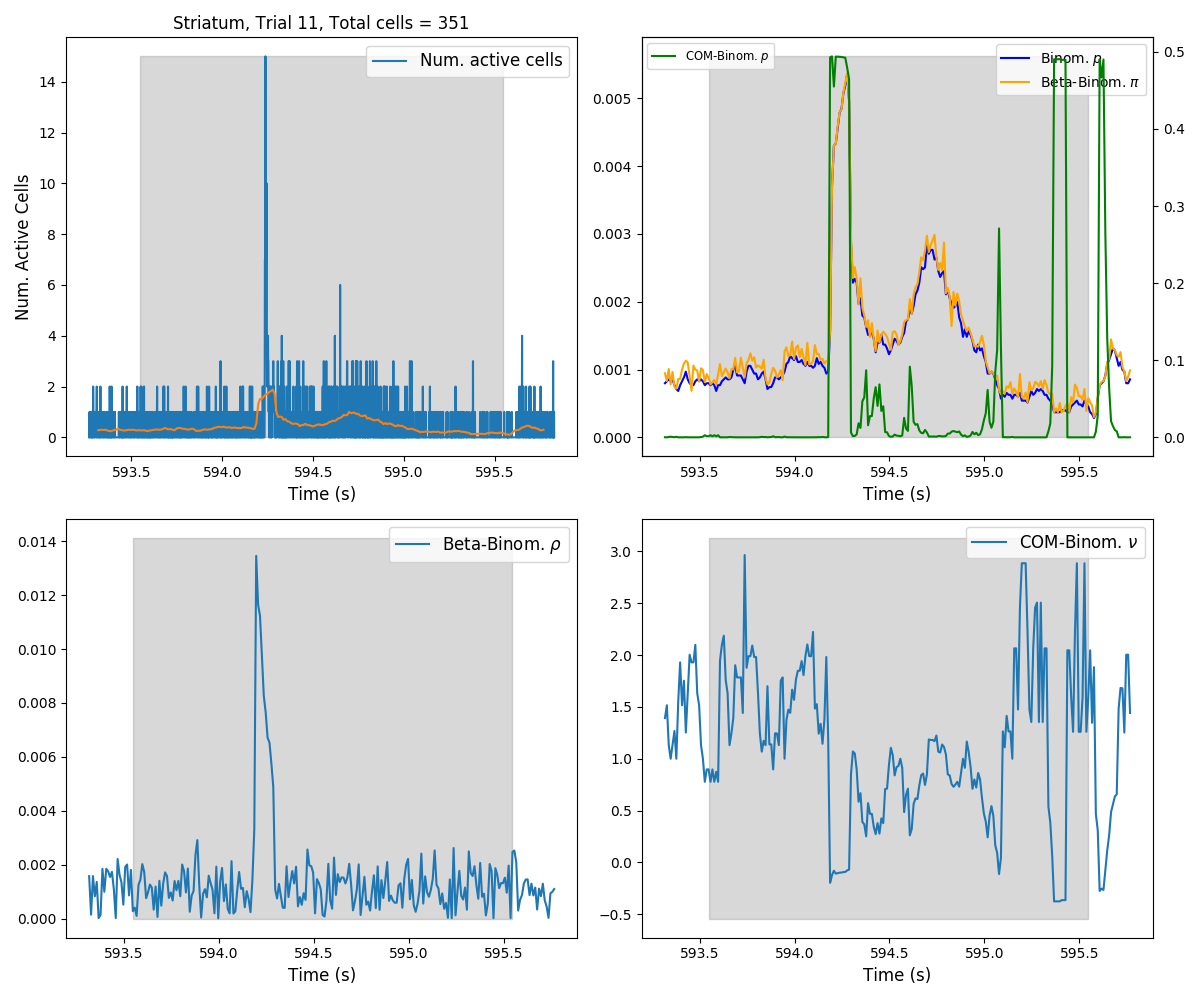 Striatum, Trial 11, Total cells = 351
Num. active cells
14
12
10
8
6
4
2
0
Num. Active Cells
593.5 594.0 594.5 595.0 595.5
Time (s)
COM-Binom. p
Binom. p
Beta-Binom. π
0.005
0.004
0.003
0.002
0.001
0.000
0.5
0.4
0.3
0.2
0.1
0.0
593.5 594.0 594.5 595.0 595.5
Time (s)
Beta-Binom. ρ
0.014
0.012
0.010
0.008
0.006
0.004
0.002
0.000
593.5 594.0 594.5 595.0 595.5
Time (s)
COM-Binom. ν
3.0
2.5
2.0
1.5
1.0
0.5
0.0
−0.5
593.5 594.0 594.5 595.0 595.5
Time (s)